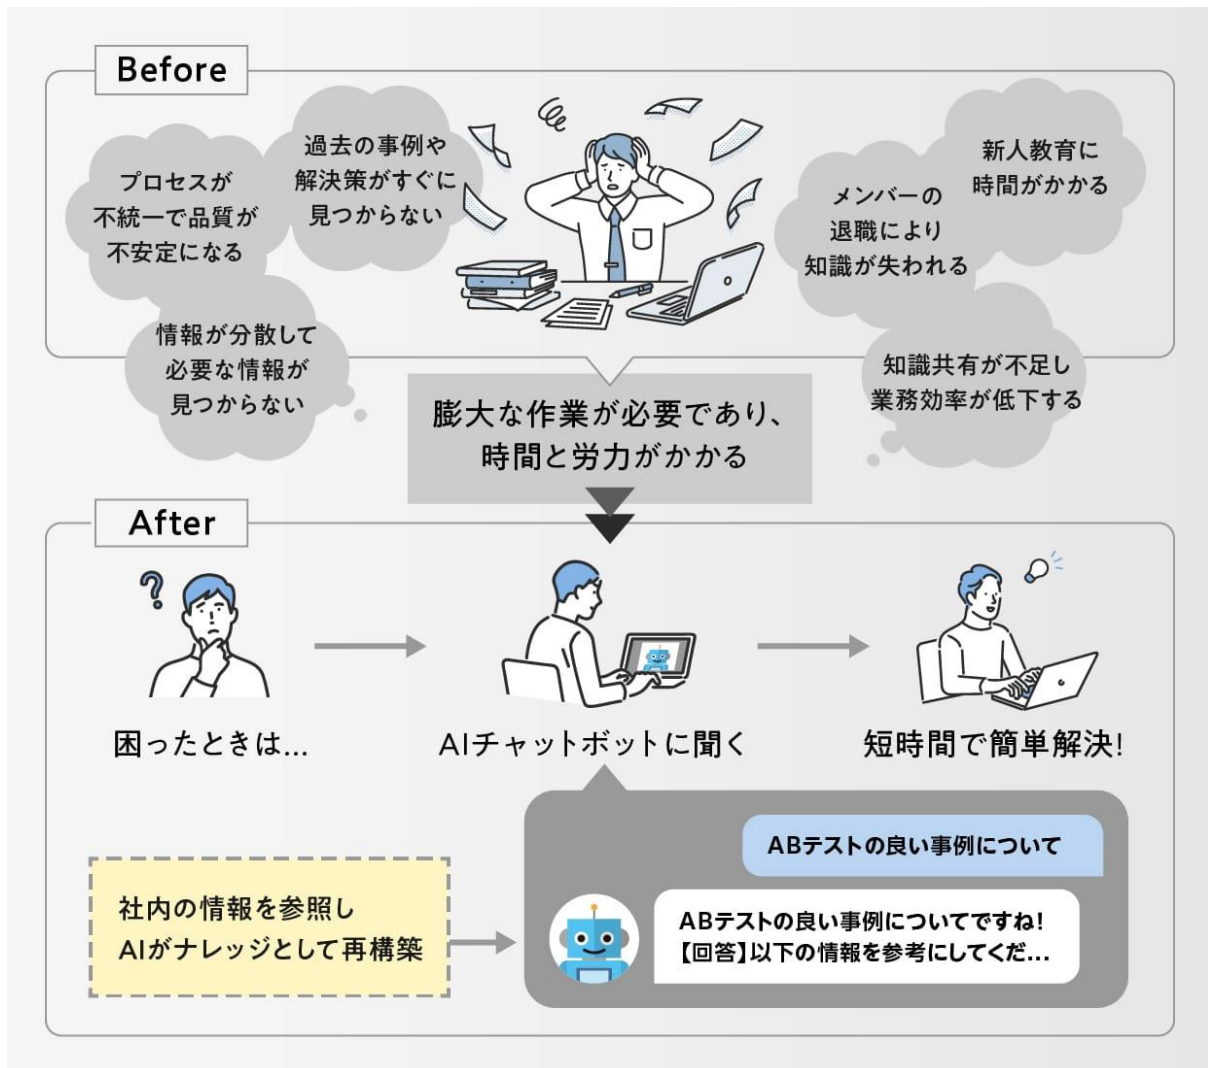 Before
プロセスが
不統一で品質が
不安定になる
過去の事例や
解決策がすぐに
見つからない
情報が分散して
必要な情報が
見つからない
メンバーの
退職により
知識が失われる
新人教育に
時間がかかる
知識共有が不足し
業務効率が低下する
膨大な作業が必要であり、
時間と労力がかかる
After
困ったときは...
AIチャットボットに聞く
短時間で簡単解決!
社内の情報を参照し
AIがナレッジとして再構築
ABテストの良い事例について
ABテストの良い事例についてですね!
【回答】以下の情報を参考にしてくだ...